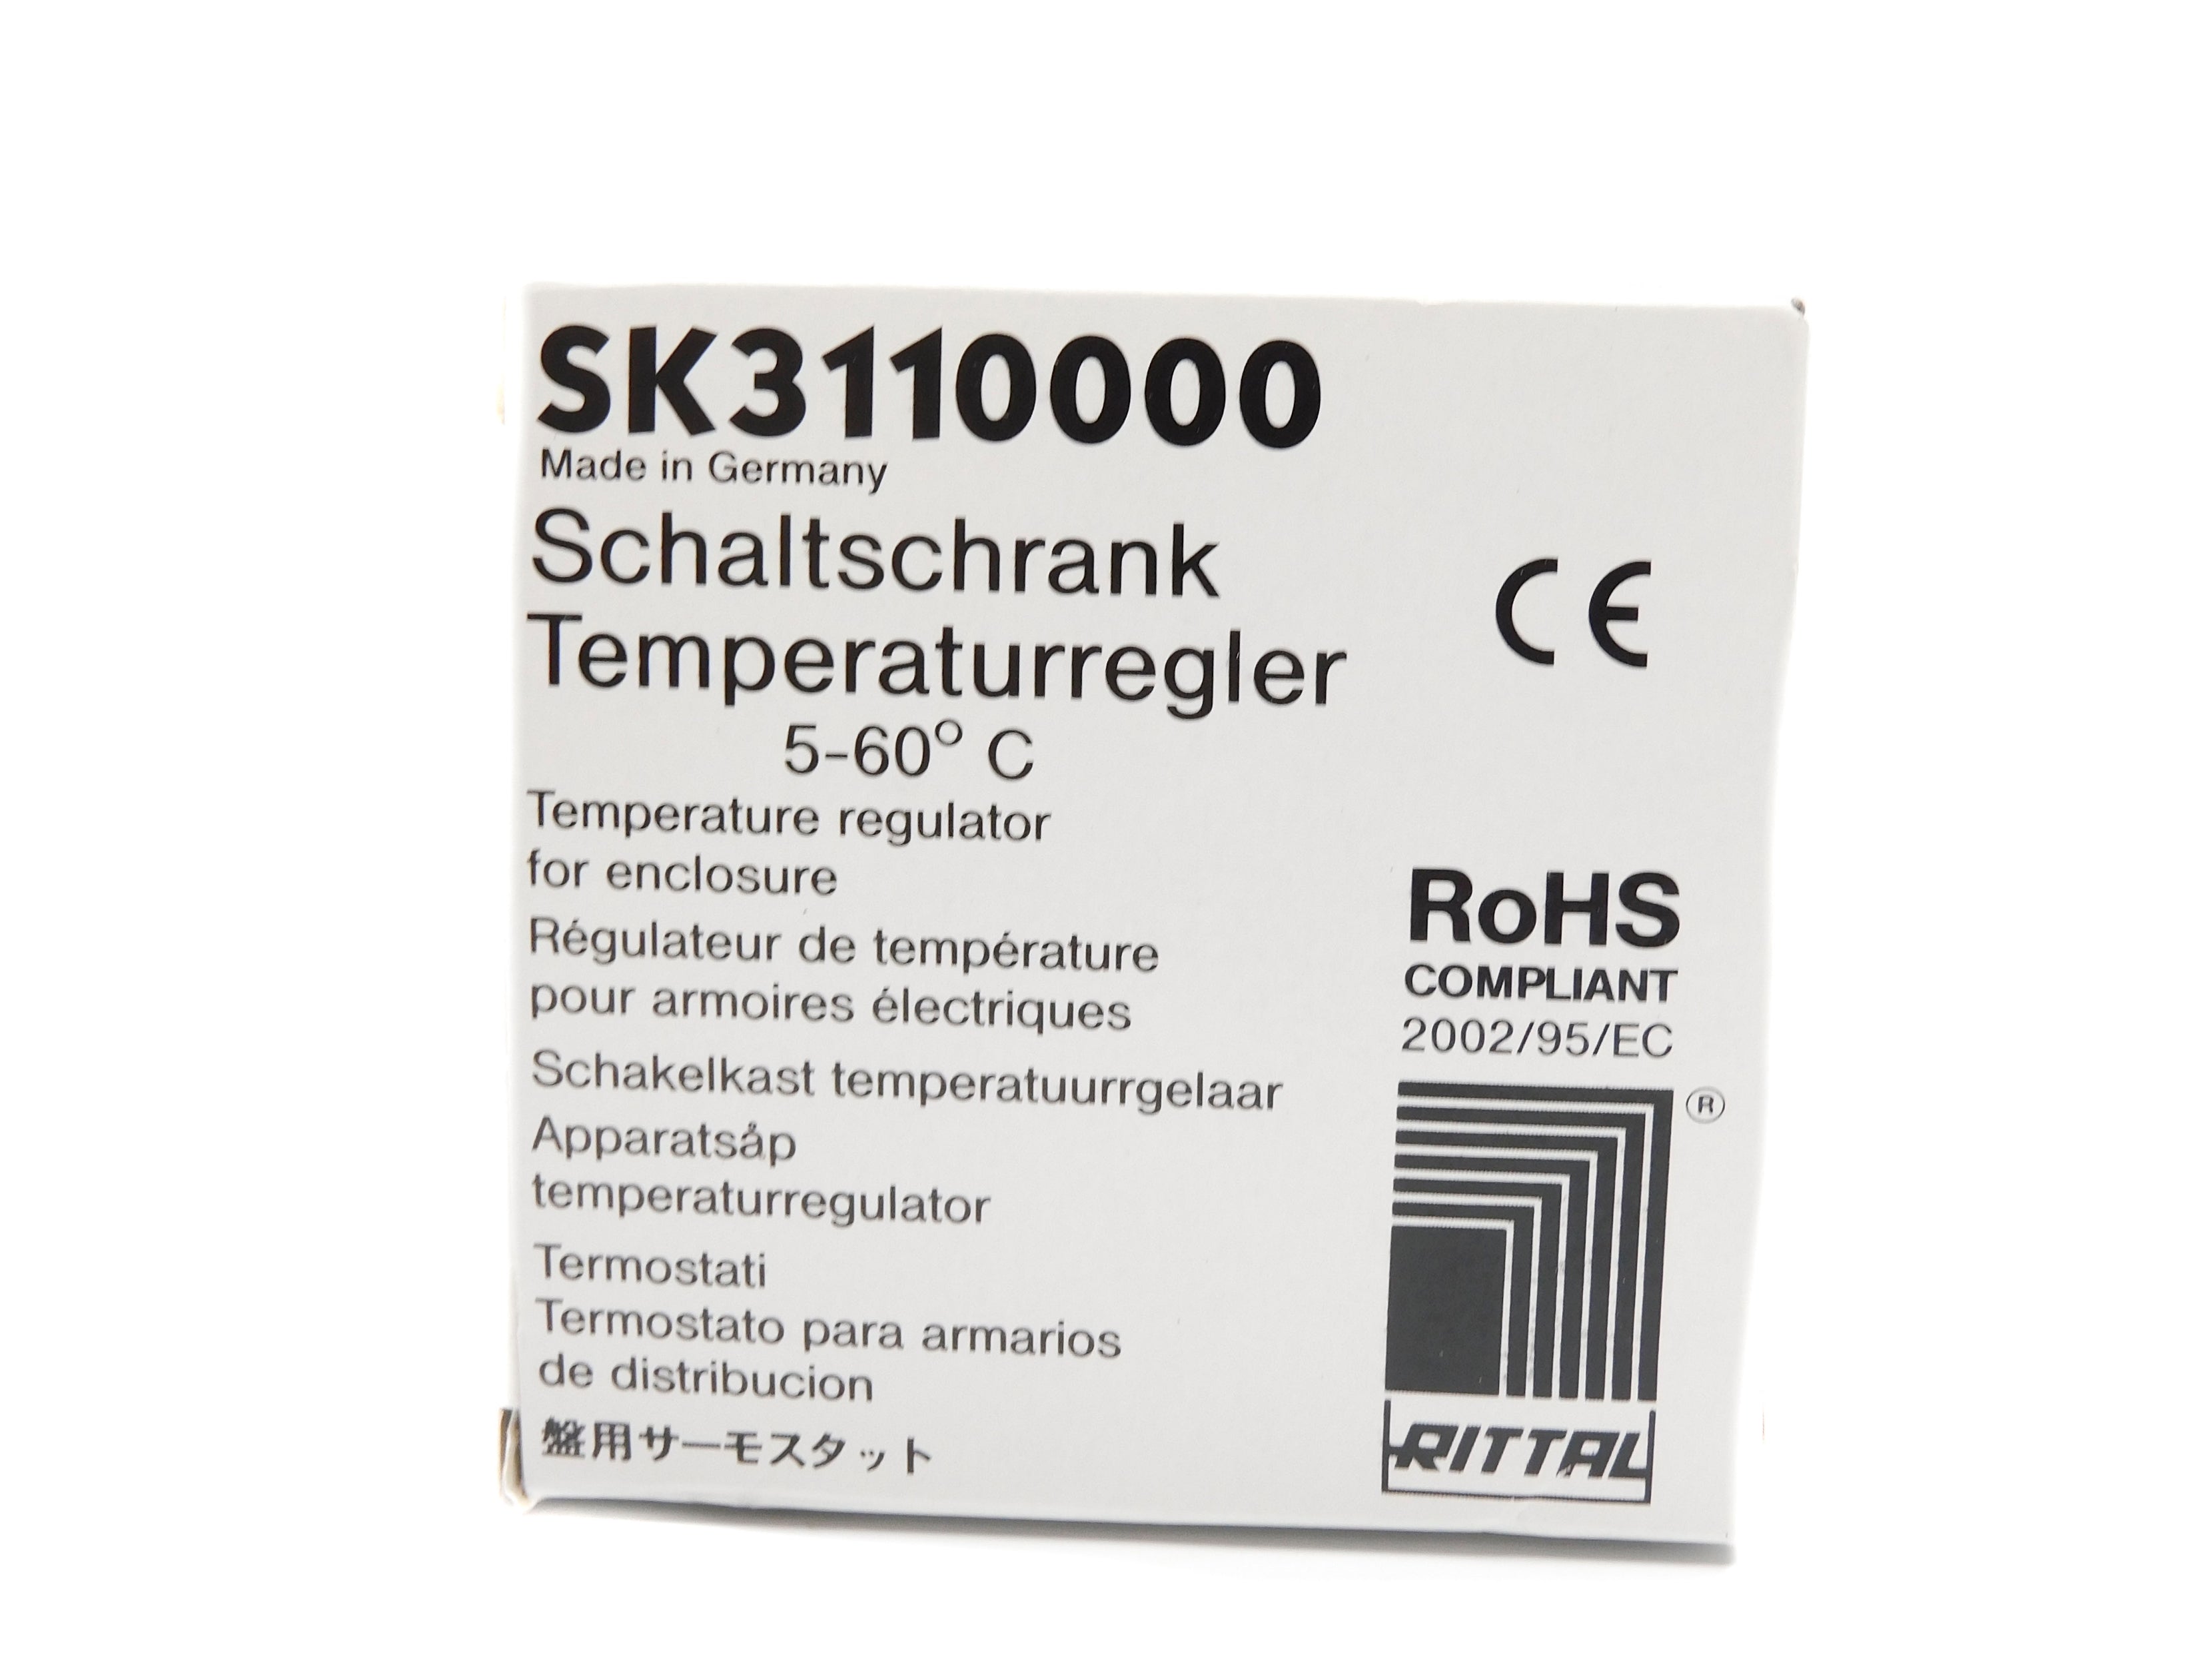 SK3110000
Made in Germany
Schaltschrank
Temperaturregler
5-60° C
Temperature regulator
for enclosure
Régulateur de température
pour armoires électriques
Schakelkast temperatuurrgelaar
Apparatsåp
temperaturregulator
Termostati
Termostato para armarios
de distribucion
盤用サーモスタット
CE
RoHS
COMPLIANT
2002/95/EC
®
RITTAL